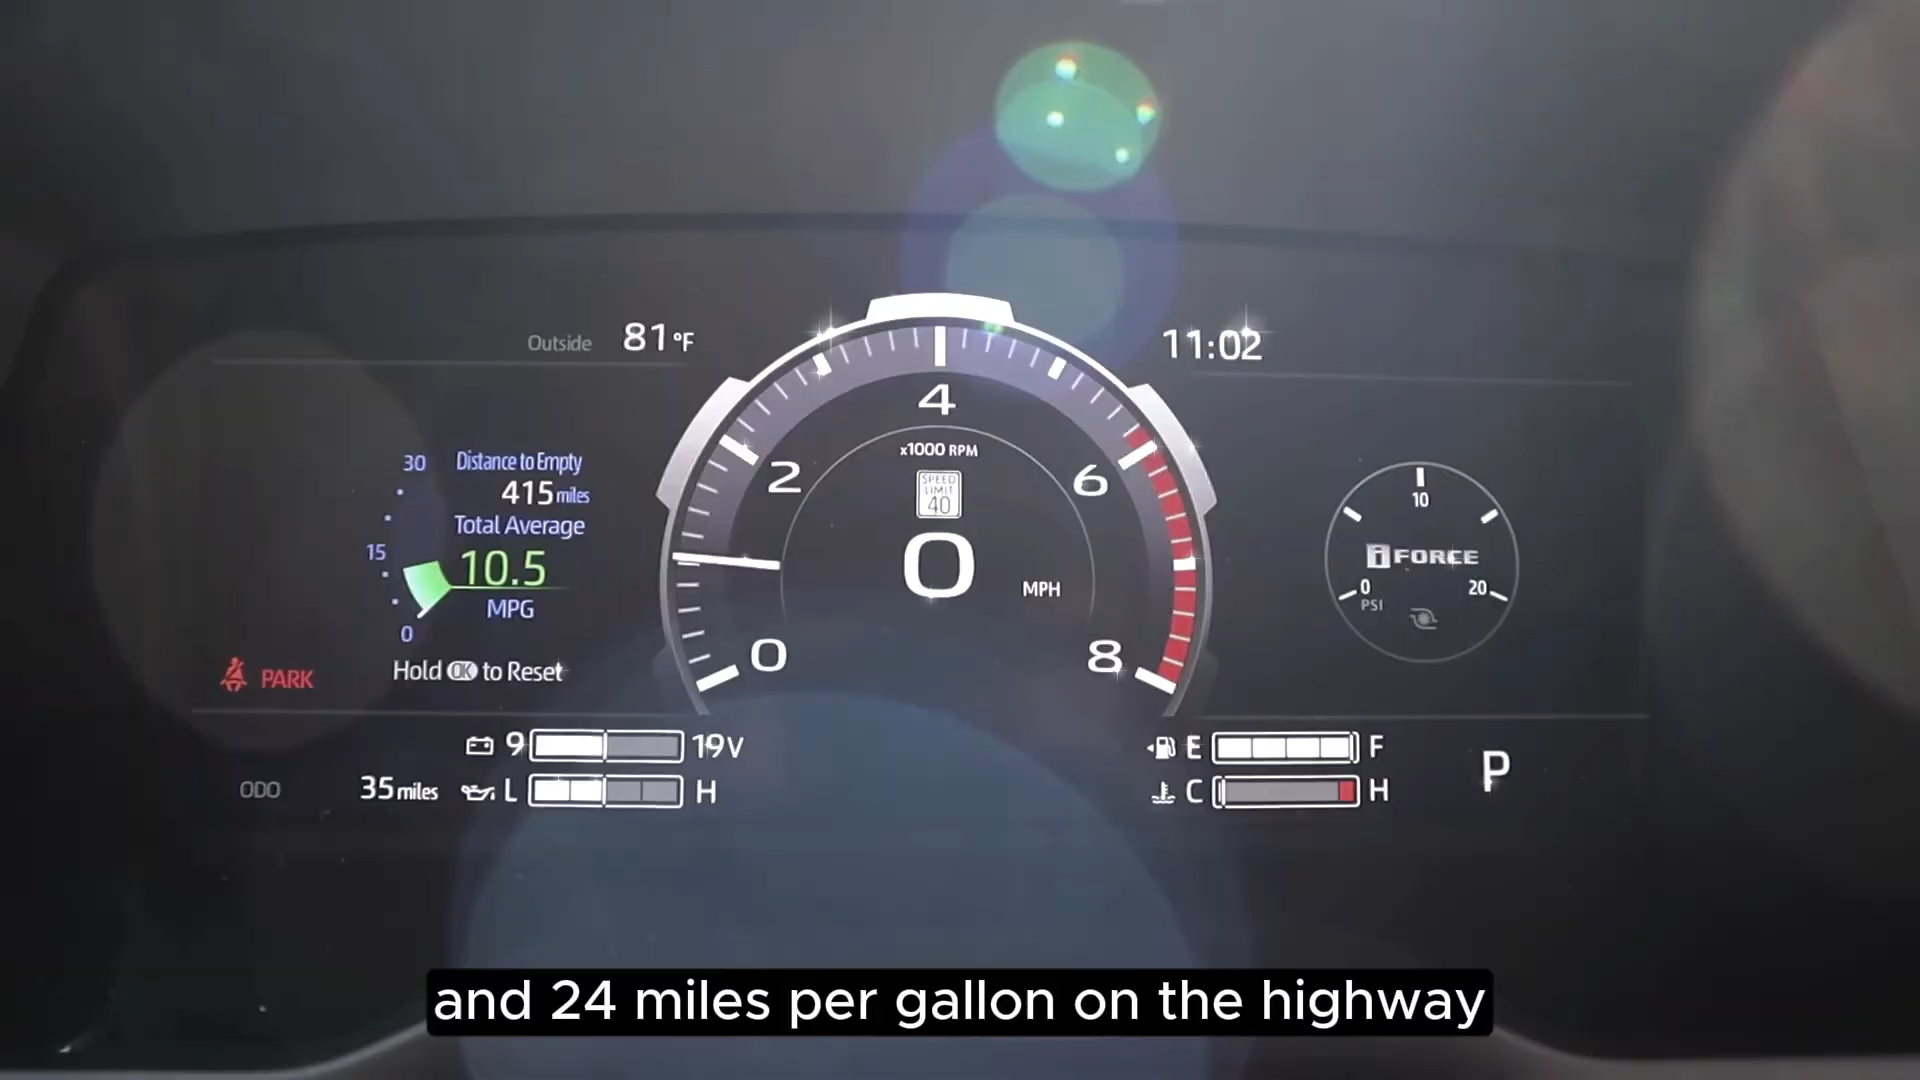 Outside 81°F
11:02
30 Distance to Empty
415 miles
Total Average
15
10.5
MPG
0
Hold OK to Reset
PARK
4
x1000 RPM
2
6
SPEED
LIMIT
40
0 MPH
0
8
10
iFORCE
0
20
PSI
9
19V
E
F
P
ODO 35 miles
L
H
C
H
and 24 miles per gallon on the highway